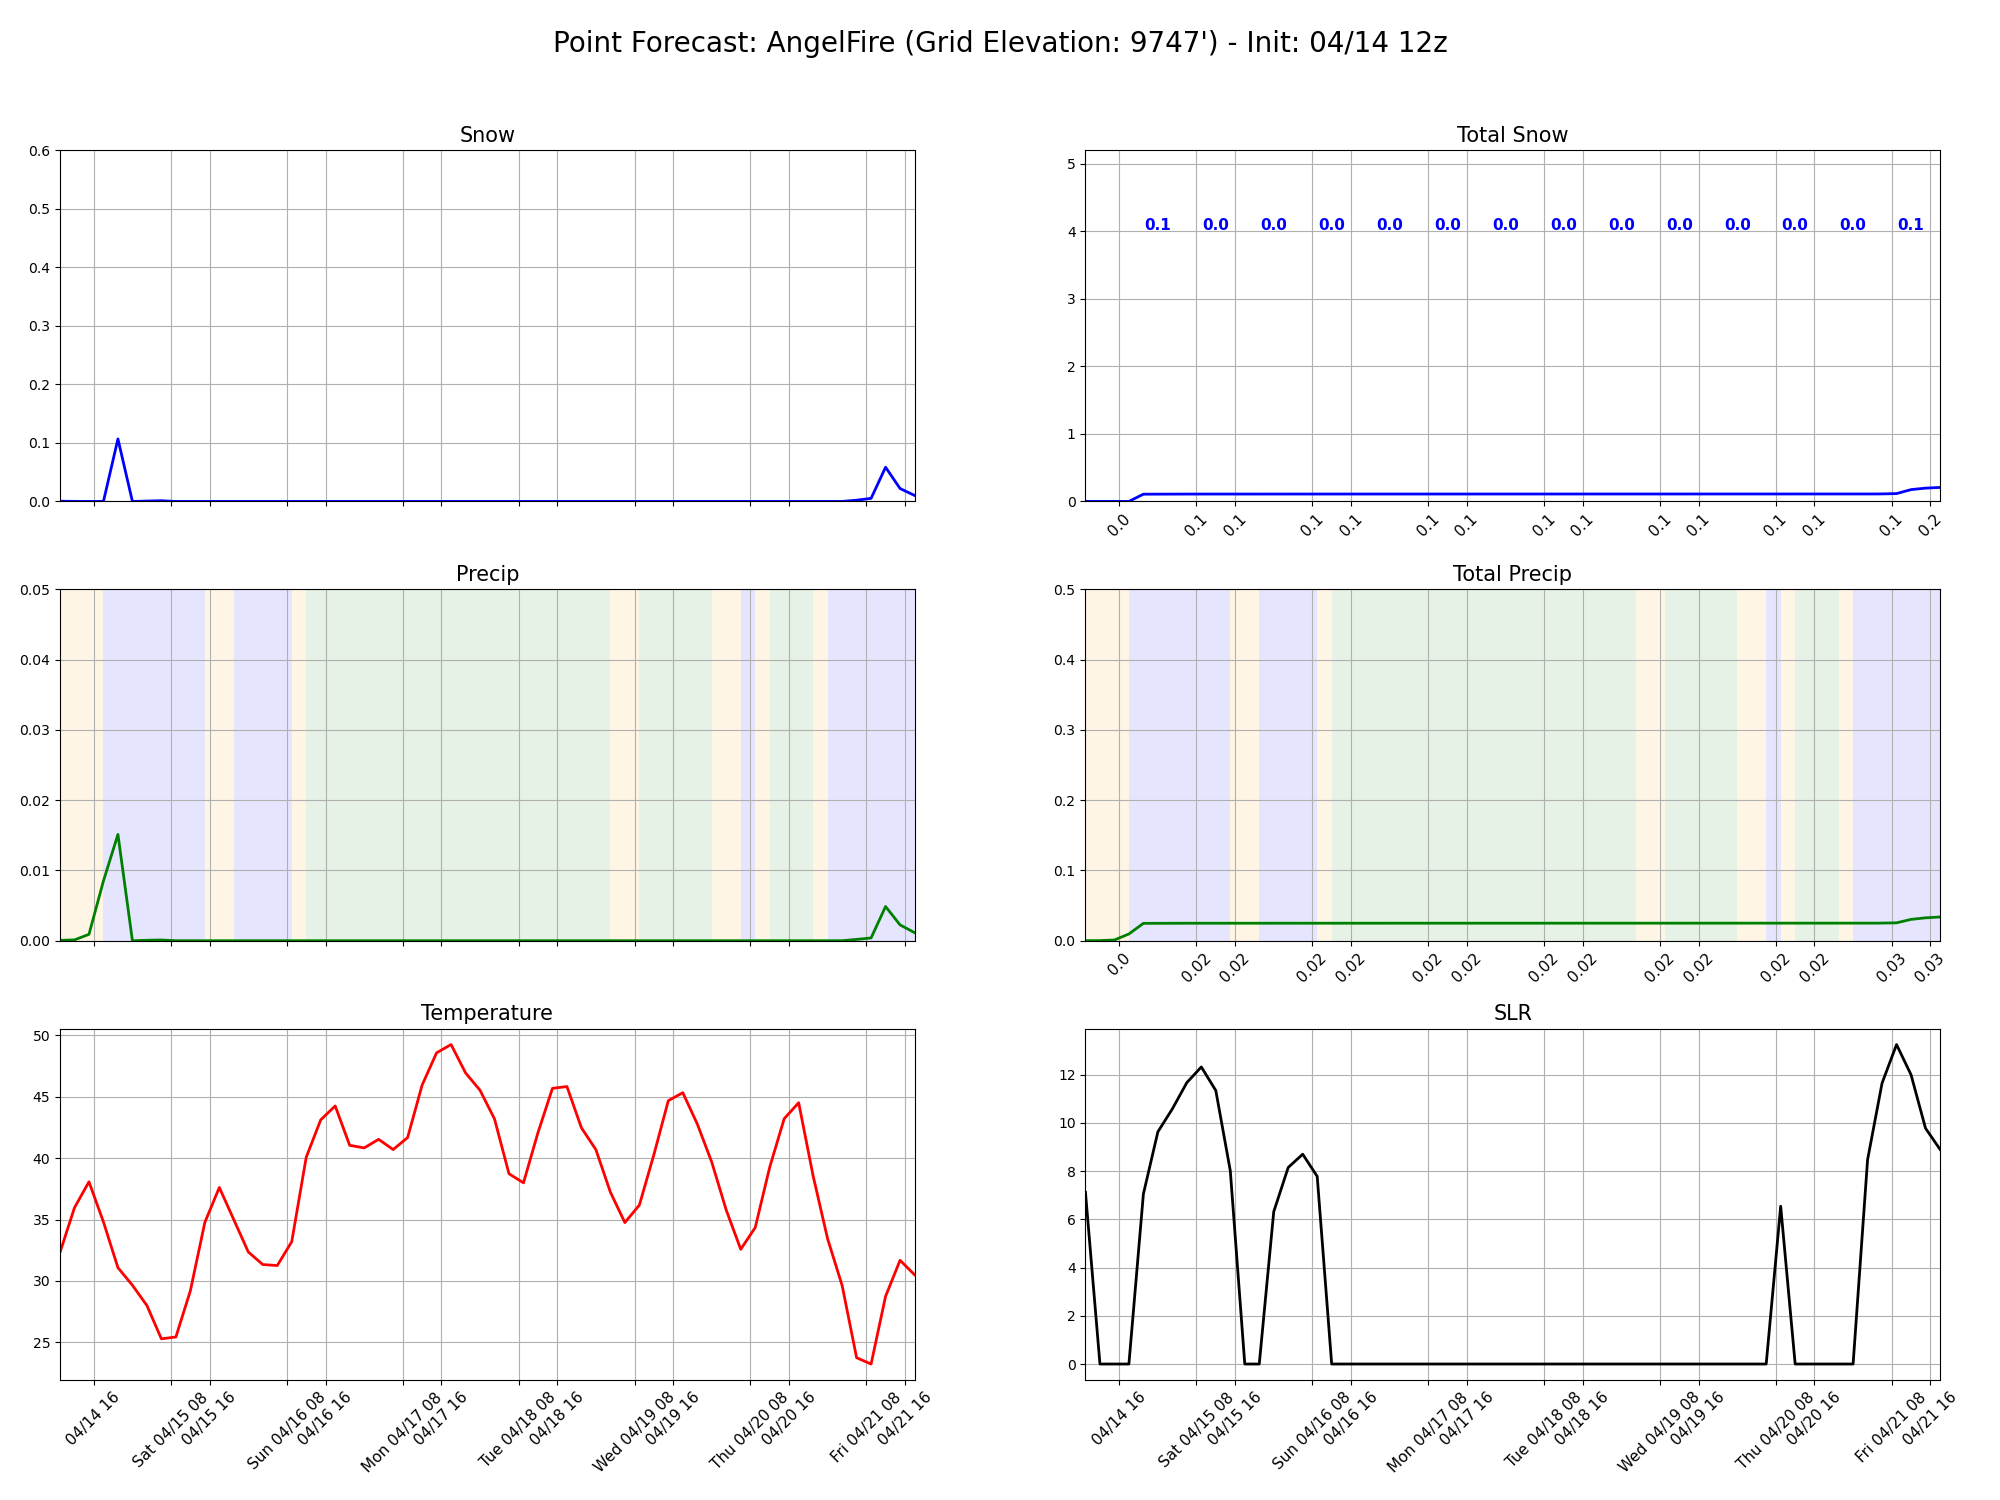 Point Forecast: AngelFire (Grid Elevation: 9747') - Init: 04/14 12z
Snow
0.6
0.5
0.4
0.3
0.2
0.1
0.0
Total Snow
5
4
3
2
1
0
0.1 0.0 0.0 0.0 0.0 0.0 0.0 0.0 0.0 0.0 0.0 0.0 0.0 0.1
0.0 0.1 0.1 0.1 0.1 0.1 0.1 0.1 0.1 0.1 0.1 0.1 0.1 0.1 0.2
Precip
0.05
0.04
0.03
0.02
0.01
0.00
Total Precip
0.5
0.4
0.3
0.2
0.1
0.0
0.0 0.02 0.02 0.02 0.02 0.02 0.02 0.02 0.02 0.02 0.02 0.02 0.02 0.03 0.03
Temperature
50
45
40
35
30
25
04/14 16
Sat 04/15 08
04/15 16
Sun 04/16 08
04/16 16
Mon 04/17 08
04/17 16
Tue 04/18 08
04/18 16
Wed 04/19 08
04/19 16
Thu 04/20 08
04/20 16
Fri 04/21 08
04/21 16
SLR
12
10
8
6
4
2
0
04/14 16
Sat 04/15 08
04/15 16
Sun 04/16 08
04/16 16
Mon 04/17 08
04/17 16
Tue 04/18 08
04/18 16
Wed 04/19 08
04/19 16
Thu 04/20 08
04/20 16
Fri 04/21 08
04/21 16